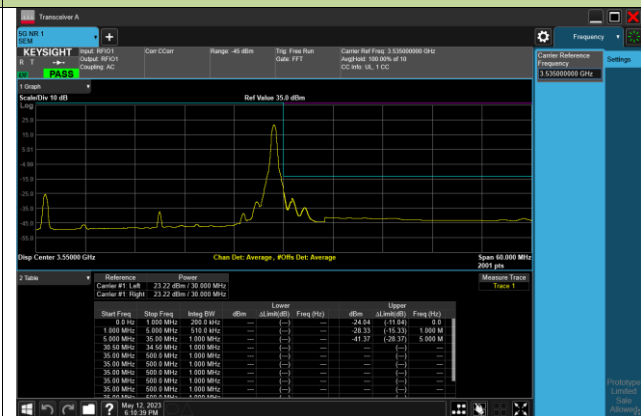 Transceiver A
5G NR 1
SEM
Frequency
KEYSIGHT Input: RFIO1 Corr CCorr Range: -45 dBm Trig: Free Run Carrier Ref Freq: 3.535000000 GHz
R T Output: RFIO1 Gate: FFT Avg|Hold: 100.00% of 10
Coupling: AC CC Info: UL, 1 CC
PASS
Carrier Reference
Frequency
3.535000000 GHz
Settings
1 Graph
Scale/Div 10 dB Ref Value 35.0 dBm
Log
25.0
15.0
5.01
-4.99
-15.0
-25.0
-35.0
-45.0
-55.0
Disp Center 3.55000 GHz Chan Det: Average , #Offs Det: Average Span 60.000 MHz
2001 pts
2 Table
Reference Power
Carrier #1 Left 23.22 dBm / 30.000 MHz
Carrier #1 Right 23.22 dBm / 30.000 MHz
Measure Trace
Trace 1
Lower Upper
Start Freq Stop Freq Integ BW dBm ΔLimit(dB) Freq (Hz) dBm ΔLimit(dB) Freq (Hz)
0.0 Hz 1.000 MHz 200.0 kHz --- (---) --- -24.04 (-11.04) 0.0
1.000 MHz 5.000 MHz 510.0 kHz --- (---) --- -28.33 (-15.33) 1.000 M
5.000 MHz 35.00 MHz 1.000 MHz --- (---) --- -41.37 (-28.37) 5.000 M
30.50 MHz 34.50 MHz 1.000 MHz --- (---) --- --- (---) ---
35.00 MHz 500.0 MHz 1.000 MHz --- (---) --- --- (---) ---
35.00 MHz 500.0 MHz 1.000 MHz --- (---) --- --- (---) ---
35.00 MHz 500.0 MHz 1.000 MHz --- (---) --- --- (---) ---
35.00 MHz 500.0 MHz 1.000 MHz --- (---) --- --- (---) ---
35.00 MHz 500.0 MHz 1.000 MHz --- (---) --- --- (---) ---
May 12, 2023
6:10:39 PM
Prototype
Limited
Sale
Allowed